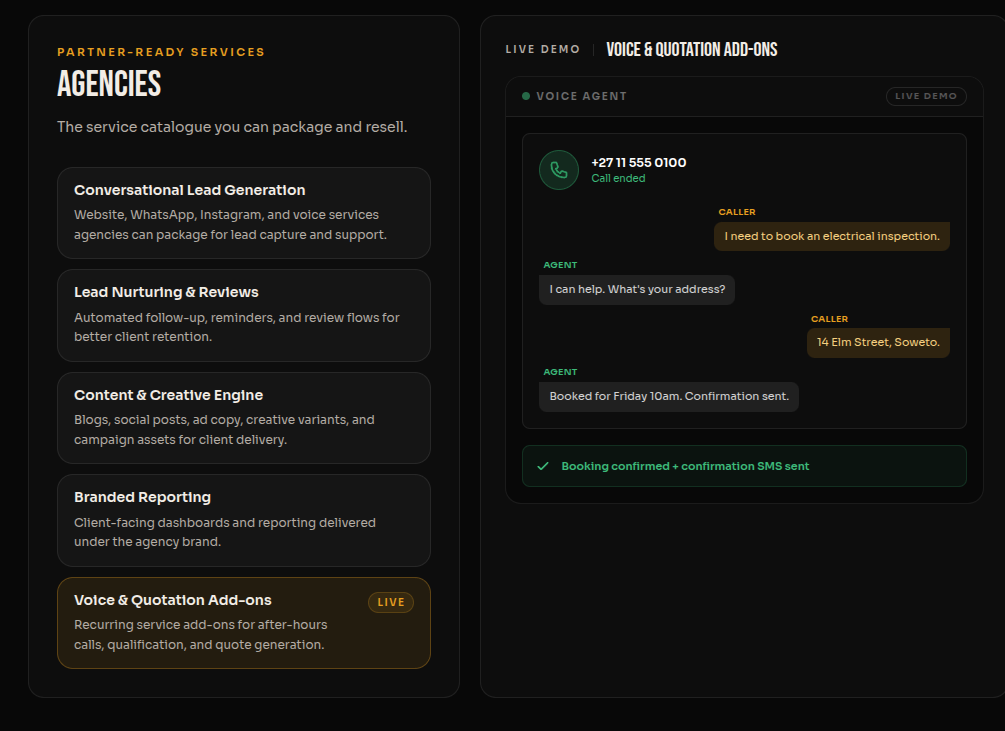 PARTNER-READY SERVICES
AGENCIES
The service catalogue you can package and resell.
Conversational Lead Generation
Website, WhatsApp, Instagram, and voice services
agencies can package for lead capture and support.
Lead Nurturing & Reviews
Automated follow-up, reminders, and review flows for
better client retention.
Content & Creative Engine
Blogs, social posts, ad copy, creative variants, and
campaign assets for client delivery.
Branded Reporting
Client-facing dashboards and reporting delivered
under the agency brand.
Voice & Quotation Add-ons
LIVE
Recurring service add-ons for after-hours
calls, qualification, and quote generation.
LIVE DEMO
VOICE & QUOTATION ADD-ONS
VOICE AGENT
LIVE DEMO
+27 11 555 0100
Call ended
CALLER
I need to book an electrical inspection.
AGENT
I can help. What's your address?
CALLER
14 Elm Street, Soweto.
AGENT
Booked for Friday 10am. Confirmation sent.
Booking confirmed + confirmation SMS sent